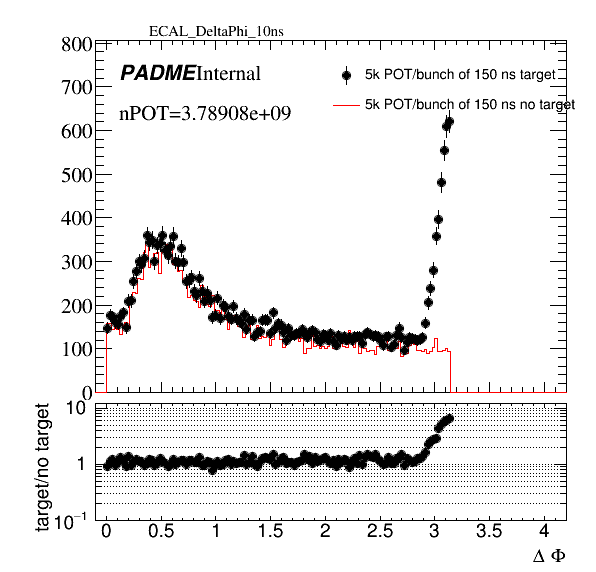 ECAL_DeltaPhi_10ns
800
PADME Internal
5k POT/bunch of 150 ns target
700
5k POT/bunch of 150 ns no target
nPOT=3.78908e+09
600
500
400
300
200
100
0
target/no target
10
1
10⁻¹
0 0.5 1 1.5 2 2.5 3 3.5 4
Δ Φ